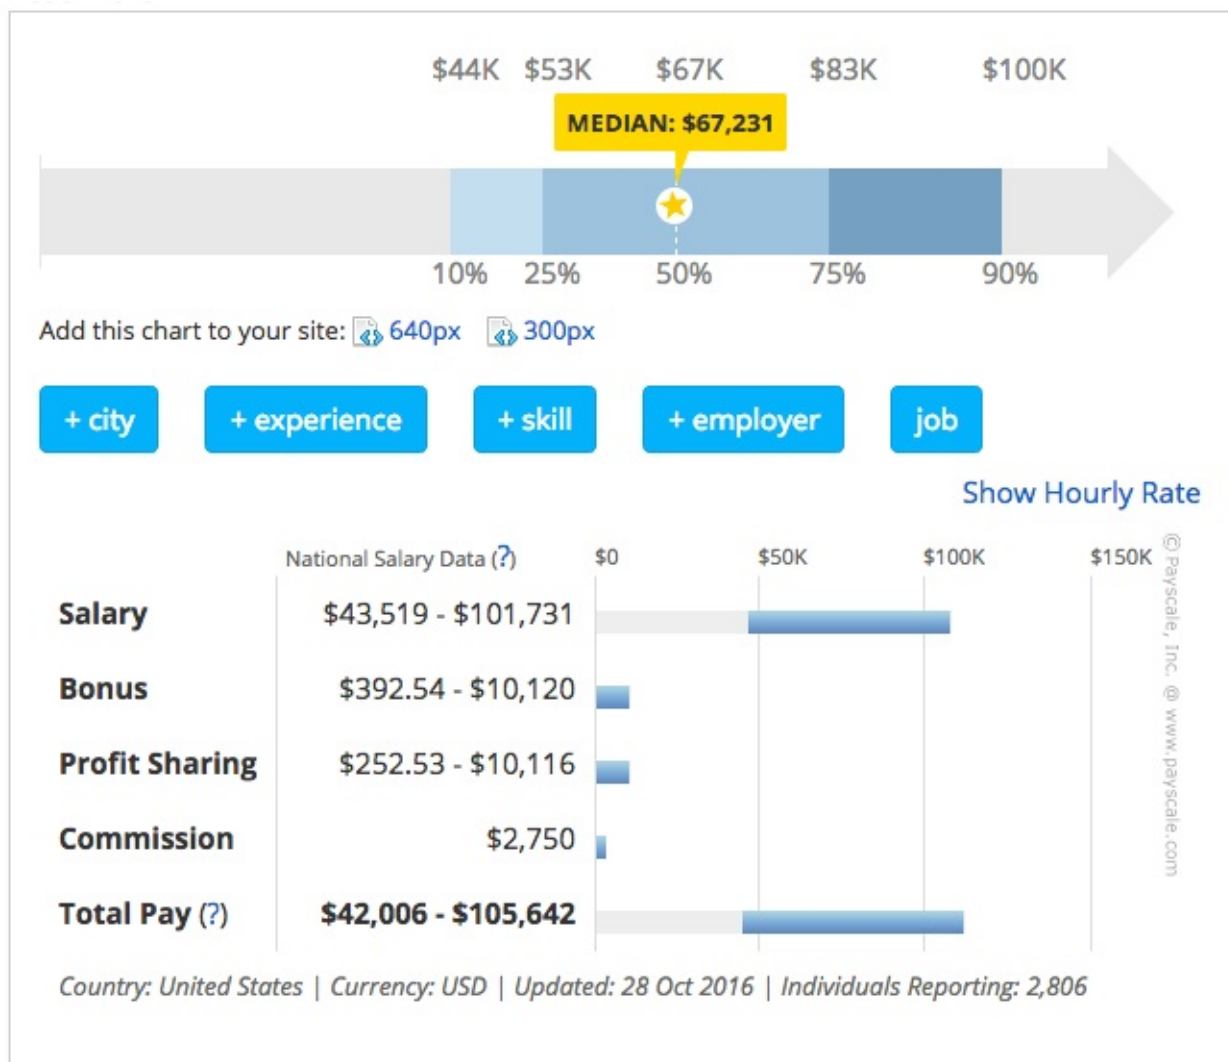 $44K $53K $67K $83K $100K
MEDIAN: $67,231
10% 25% 50% 75% 90%
Add this chart to your site: 640px 300px
+ city + experience + skill + employer job
Show Hourly Rate
National Salary Data (?) $0 $50K $100K $150K
Salary $43,519 - $101,731
Bonus $392.54 - $10,120
Profit Sharing $252.53 - $10,116
Commission $2,750
Total Pay (?) $42,006 - $105,642
© Payscale, Inc. @ www.payscale.com
Country: United States | Currency: USD | Updated: 28 Oct 2016 | Individuals Reporting: 2,806